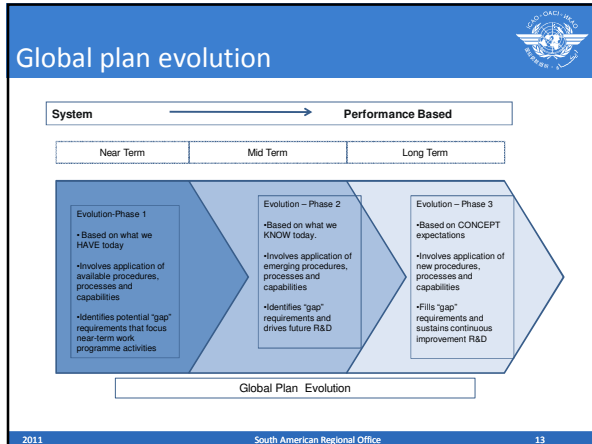 Global plan evolution
ICAO · OACI · ИКАО
System
Performance Based
Near Term
Mid Term
Long Term
Evolution-Phase 1
• Based on what we
HAVE today
•Involves application of
available procedures,
processes and
capabilities
•Identifies potential “gap”
requirements that focus
near-term work
programme activities
Evolution – Phase 2
•Based on what we
KNOW today.
•Involves application of
emerging procedures,
processes and
capabilities
•Identifies “gap”
requirements and
drives future R&D
Evolution – Phase 3
•Based on CONCEPT
expectations
•Involves application of
new procedures,
processes and
capabilities
•Fills “gap”
requirements and
sustains continuous
improvement R&D
Global Plan Evolution
2011
South American Regional Office
13